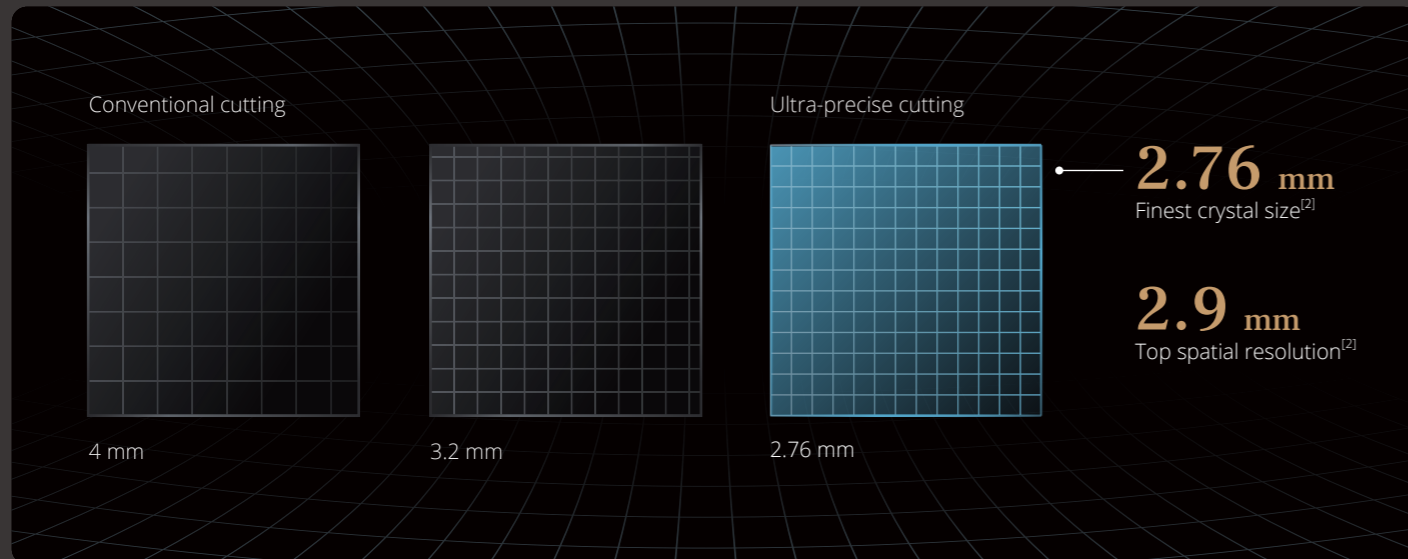 Conventional cutting
Ultra-precise cutting
2.76 mm
Finest crystal size[2]
2.9 mm
Top spatial resolution[2]
4 mm
3.2 mm
2.76 mm